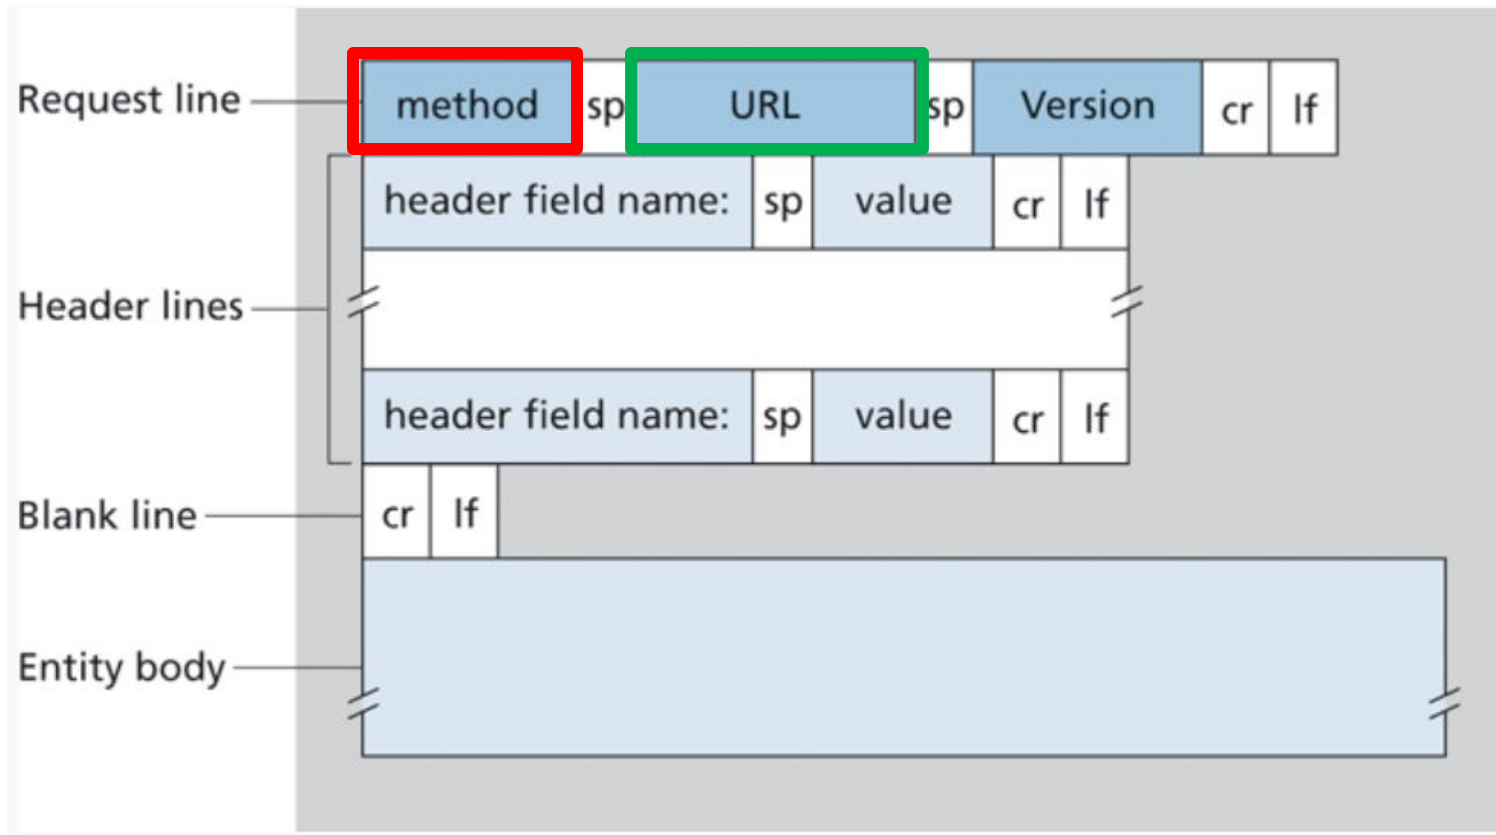 Request line method sp URL sp Version cr lf
header field name: sp value cr lf
Header lines
header field name: sp value cr lf
Blank line cr lf
Entity body